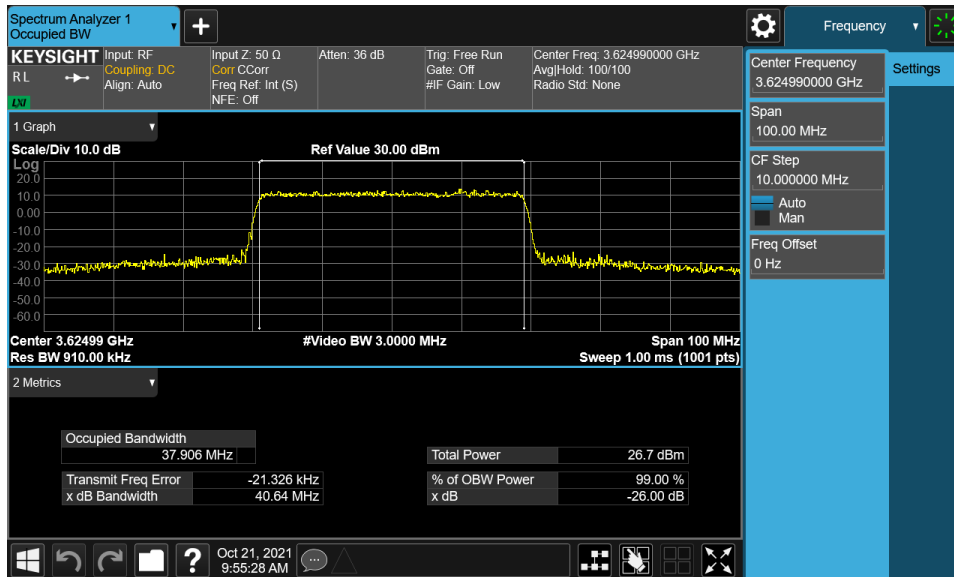 Spectrum Analyzer 1
Occupied BW
+
Frequency
KEYSIGHT
R L
LXI
Input: RF
Coupling: DC
Align: Auto
Input Z: 50 Ω
Corr CCorr
Freq Ref: Int (S)
NFE: Off
Atten: 36 dB
Trig: Free Run
Gate: Off
#IF Gain: Low
Center Freq: 3.624990000 GHz
Avg|Hold: 100/100
Radio Std: None
Center Frequency
3.624990000 GHz
Settings
Span
100.00 MHz
CF Step
10.000000 MHz
Auto
Man
Freq Offset
0 Hz
1 Graph
Scale/Div 10.0 dB
Ref Value 30.00 dBm
Log
20.0
10.0
0.00
-10.0
-20.0
-30.0
-40.0
-50.0
-60.0
Center 3.62499 GHz
#Video BW 3.0000 MHz
Span 100 MHz
Res BW 910.00 kHz
Sweep 1.00 ms (1001 pts)
2 Metrics
Occupied Bandwidth
37.906 MHz
Total Power 26.7 dBm
Transmit Freq Error -21.326 kHz
% of OBW Power 99.00 %
x dB Bandwidth 40.64 MHz
x dB -26.00 dB
?
Oct 21, 2021
9:55:28 AM